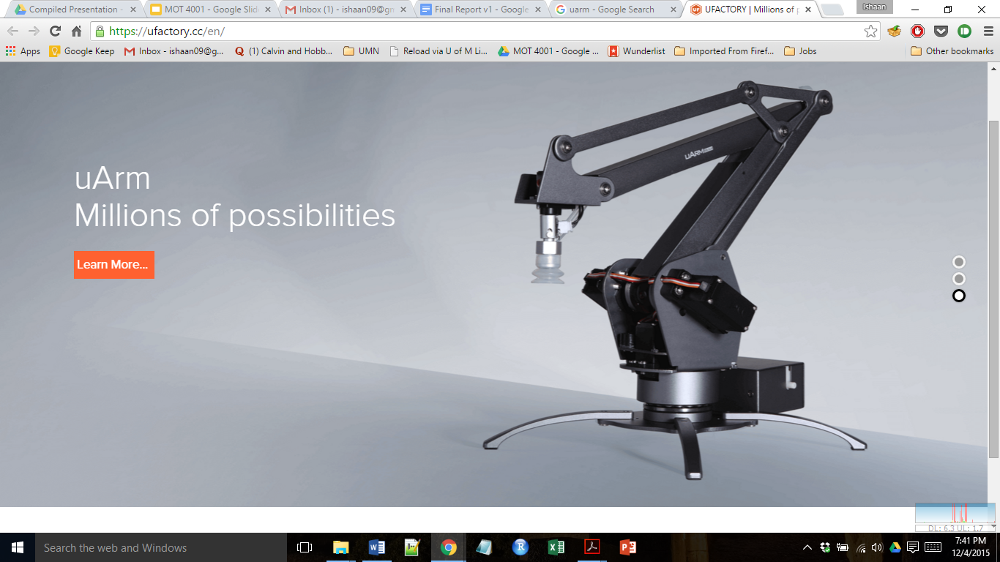 Compiled Presentation -
MOT 4001 - Google Slid
Inbox (1) - ishaan09@gm
Final Report v1 - Google
uarm - Google Search
UF UFACTORY | Millions of p
Ishaan
https://ufactory.cc/en/
Apps
Google Keep
Inbox - ishaan09@g...
Q (1) Calvin and Hobb...
UMN
Reload via U of M Li...
MOT 4001 - Google ...
Wunderlist
Imported From Firef...
Jobs
Other bookmarks
uArm
uArm
Millions of possibilities
Learn More...
DL: 6.3 UL: 1.7
Search the web and Windows
7:41 PM
12/4/2015